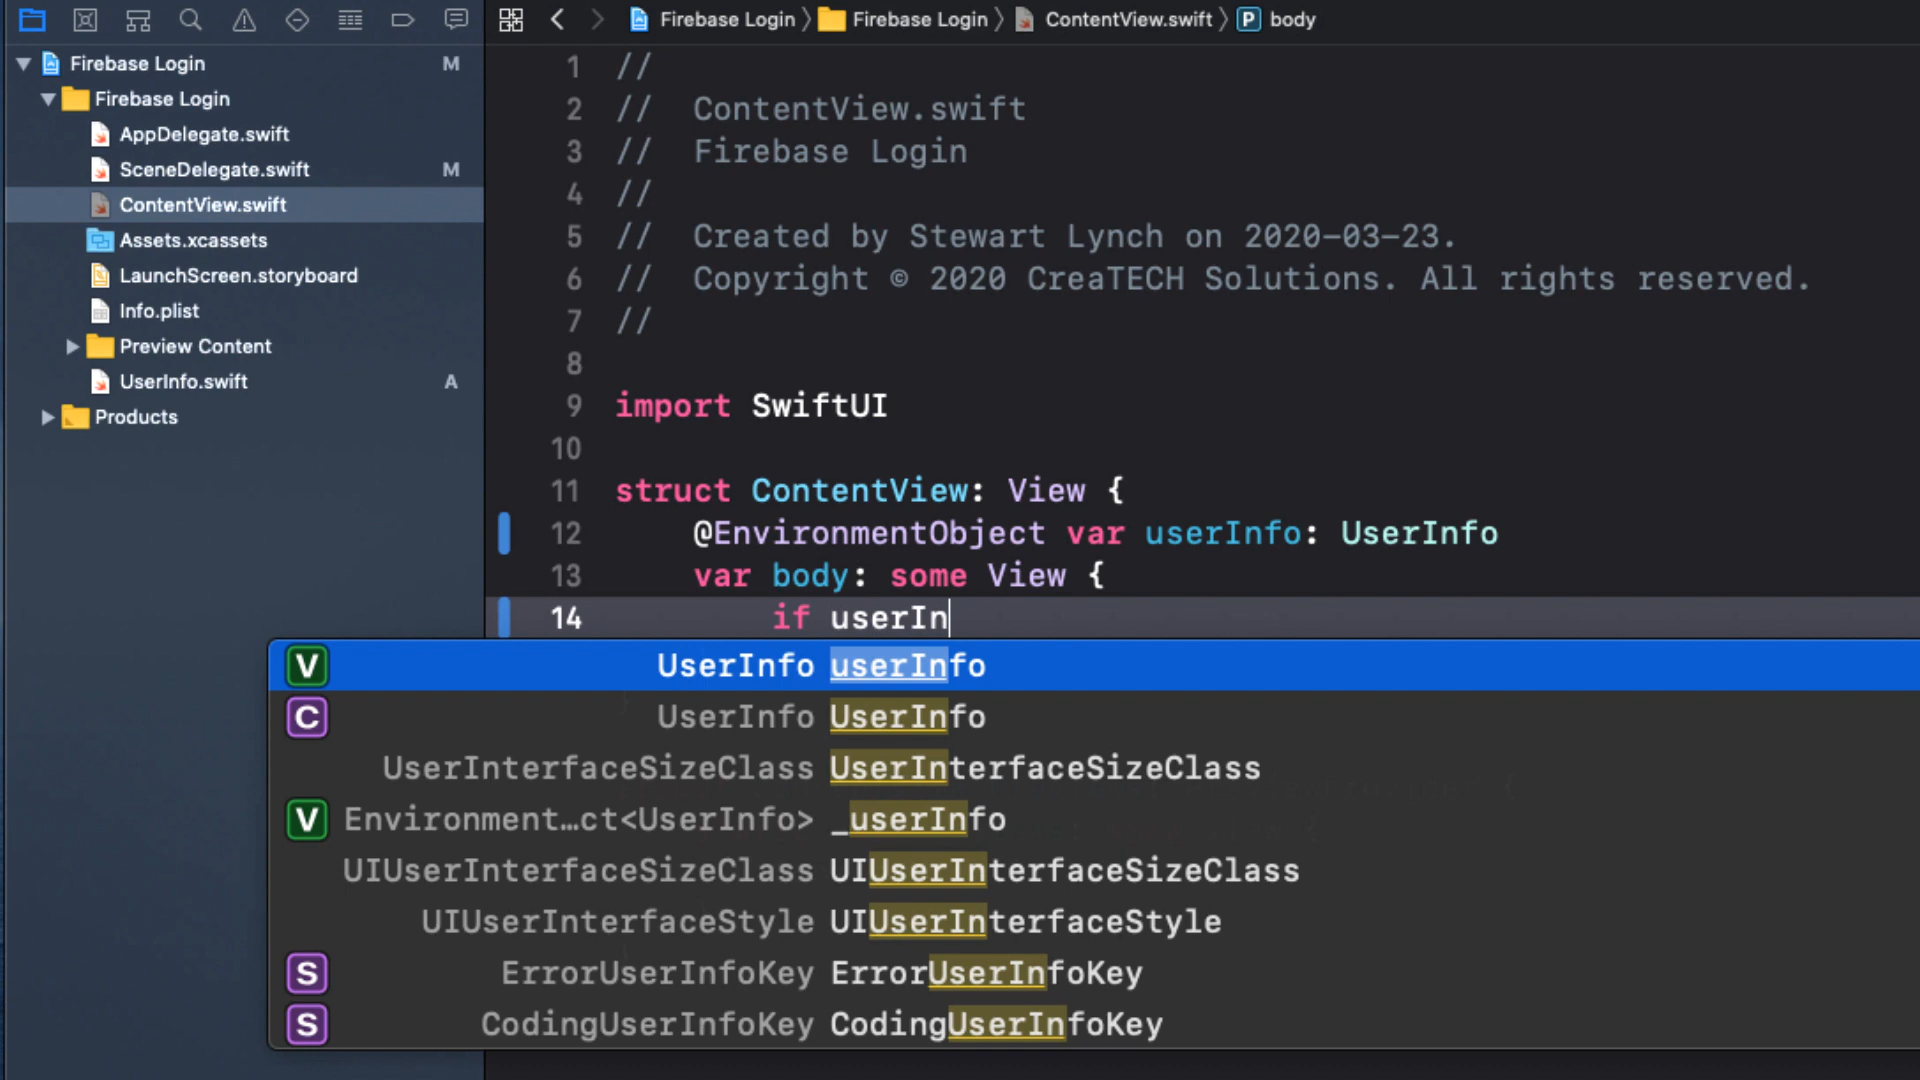 Firebase Login M
Firebase Login
AppDelegate.swift
SceneDelegate.swift M
ContentView.swift
Assets.xcassets
LaunchScreen.storyboard
Info.plist
Preview Content
UserInfo.swift A
Products
Firebase Login 〉 Firebase Login 〉 ContentView.swift 〉 P body
1 //
2 //  ContentView.swift
3 //  Firebase Login
4 //
5 //  Created by Stewart Lynch on 2020-03-23.
6 //  Copyright © 2020 CreaTECH Solutions. All rights reserved.
7 //
8
9 import SwiftUI
10
11 struct ContentView: View {
12     @EnvironmentObject var userInfo: UserInfo
13     var body: some View {
14         if userIn
V UserInfo userInfo
C UserInfo UserInfo
UserInterfaceSizeClass UserInterfaceSizeClass
V Environment…ct<UserInfo> _userInfo
UIUserInterfaceSizeClass UIUserInterfaceSizeClass
UIUserInterfaceStyle UIUserInterfaceStyle
S ErrorUserInfoKey ErrorUserInfoKey
S CodingUserInfoKey CodingUserInfoKey